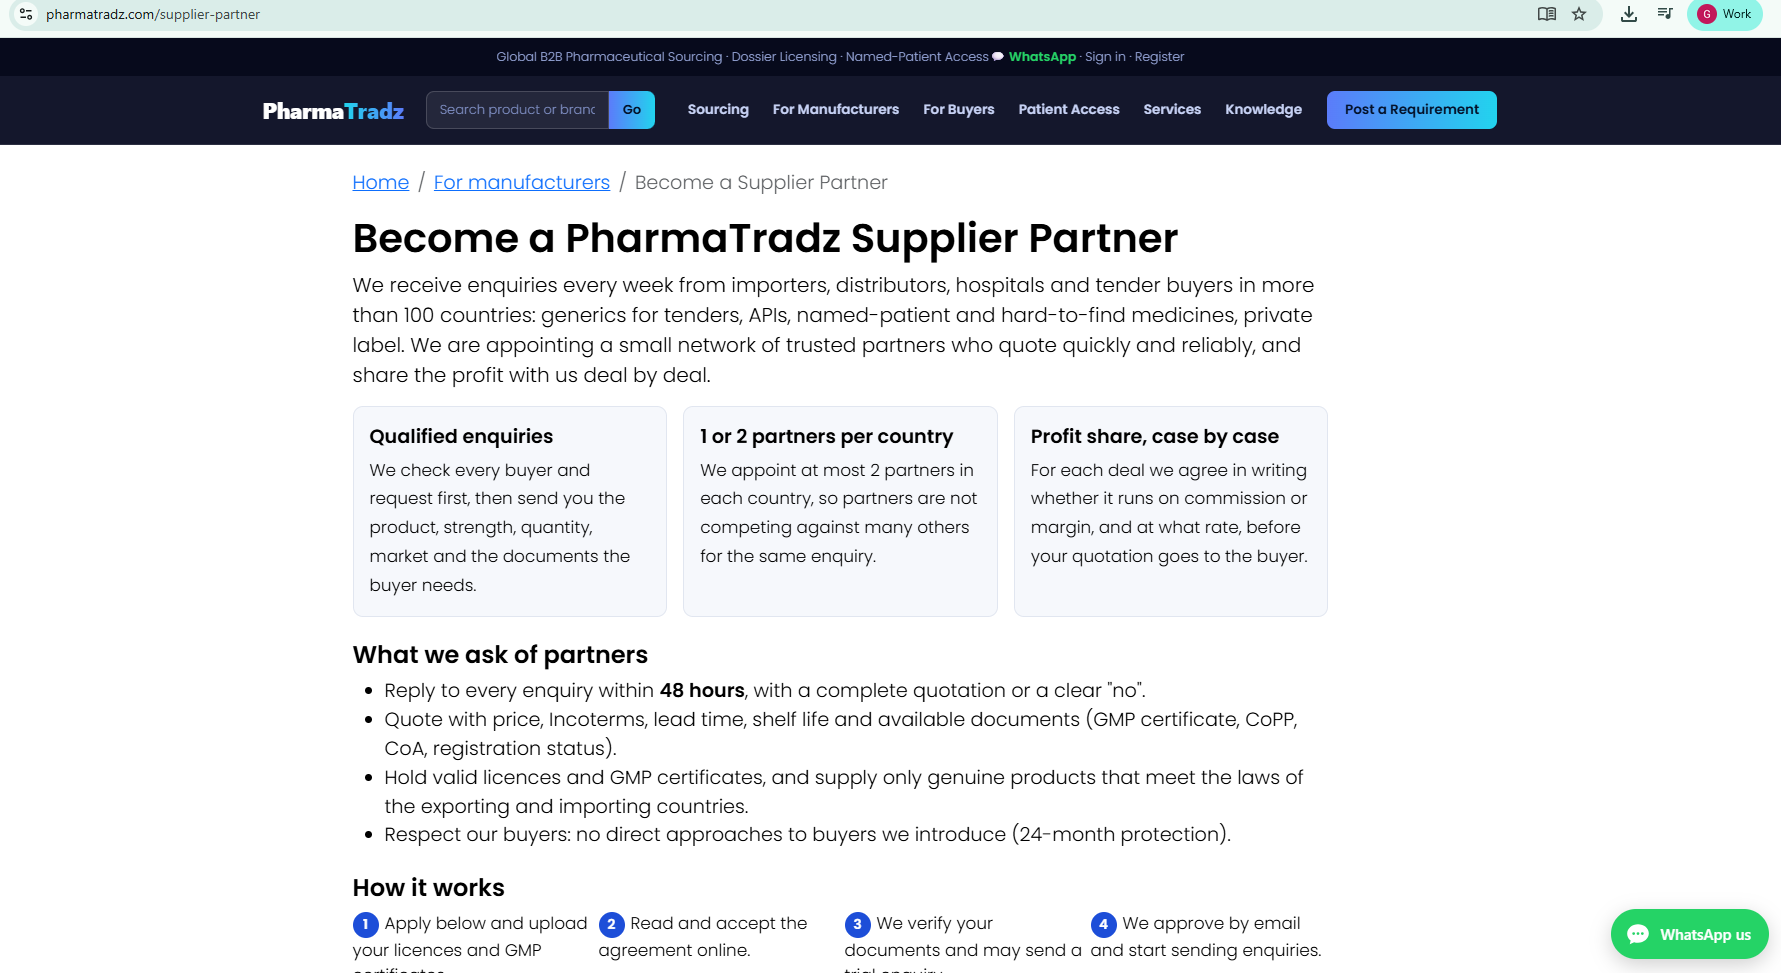 pharmatradz.com/supplier-partner
G Work
Global B2B Pharmaceutical Sourcing · Dossier Licensing · Named-Patient Access WhatsApp · Sign in · Register
PharmaTradz
Search product or branc Go
Sourcing For Manufacturers For Buyers Patient Access Services Knowledge Post a Requirement
Home / For manufacturers / Become a Supplier Partner
Become a PharmaTradz Supplier Partner
We receive enquiries every week from importers, distributors, hospitals and tender buyers in more
than 100 countries: generics for tenders, APIs, named-patient and hard-to-find medicines, private
label. We are appointing a small network of trusted partners who quote quickly and reliably, and
share the profit with us deal by deal.
Qualified enquiries
We check every buyer and
request first, then send you the
product, strength, quantity,
market and the documents the
buyer needs.
1 or 2 partners per country
We appoint at most 2 partners in
each country, so partners are not
competing against many others
for the same enquiry.
Profit share, case by case
For each deal we agree in writing
whether it runs on commission or
margin, and at what rate, before
your quotation goes to the buyer.
What we ask of partners
• Reply to every enquiry within 48 hours, with a complete quotation or a clear "no".
• Quote with price, Incoterms, lead time, shelf life and available documents (GMP certificate, CoPP,
CoA, registration status).
• Hold valid licences and GMP certificates, and supply only genuine products that meet the laws of
the exporting and importing countries.
• Respect our buyers: no direct approaches to buyers we introduce (24-month protection).
How it works
1 Apply below and upload
your licences and GMP
certificates
2 Read and accept the
agreement online.
3 We verify your
documents and may send a
trial enquiry
4 We approve by email
and start sending enquiries.
WhatsApp us